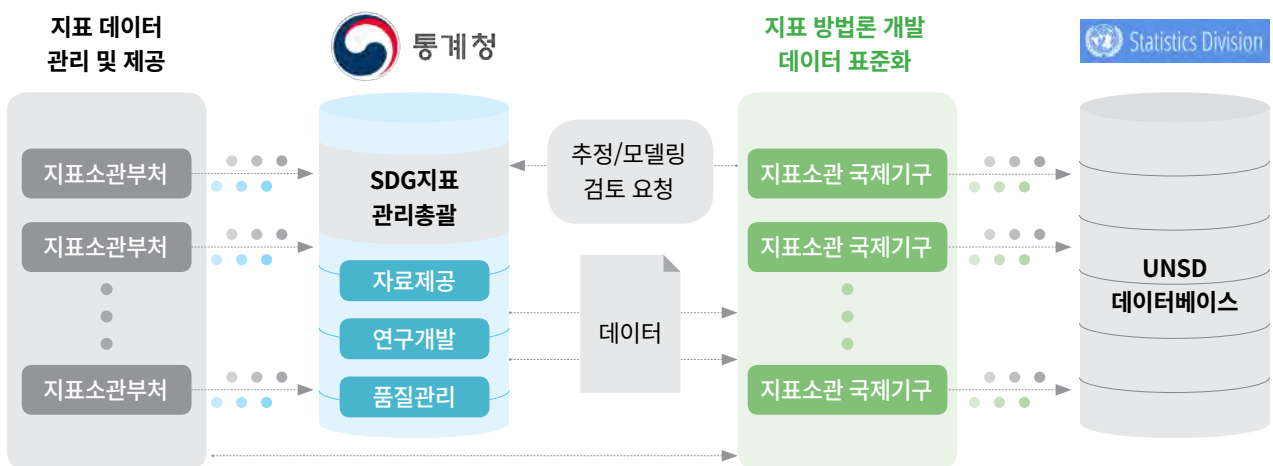 지표 데이터
관리 및 제공
통계청
지표 방법론 개발
데이터 표준화
Statistics Division
지표소관부처
지표소관부처
지표소관부처
SDG지표
관리총괄
자료제공
연구개발
품질관리
추정/모델링
검토 요청
데이터
지표소관 국제기구
지표소관 국제기구
지표소관 국제기구
UNSD
데이터베이스